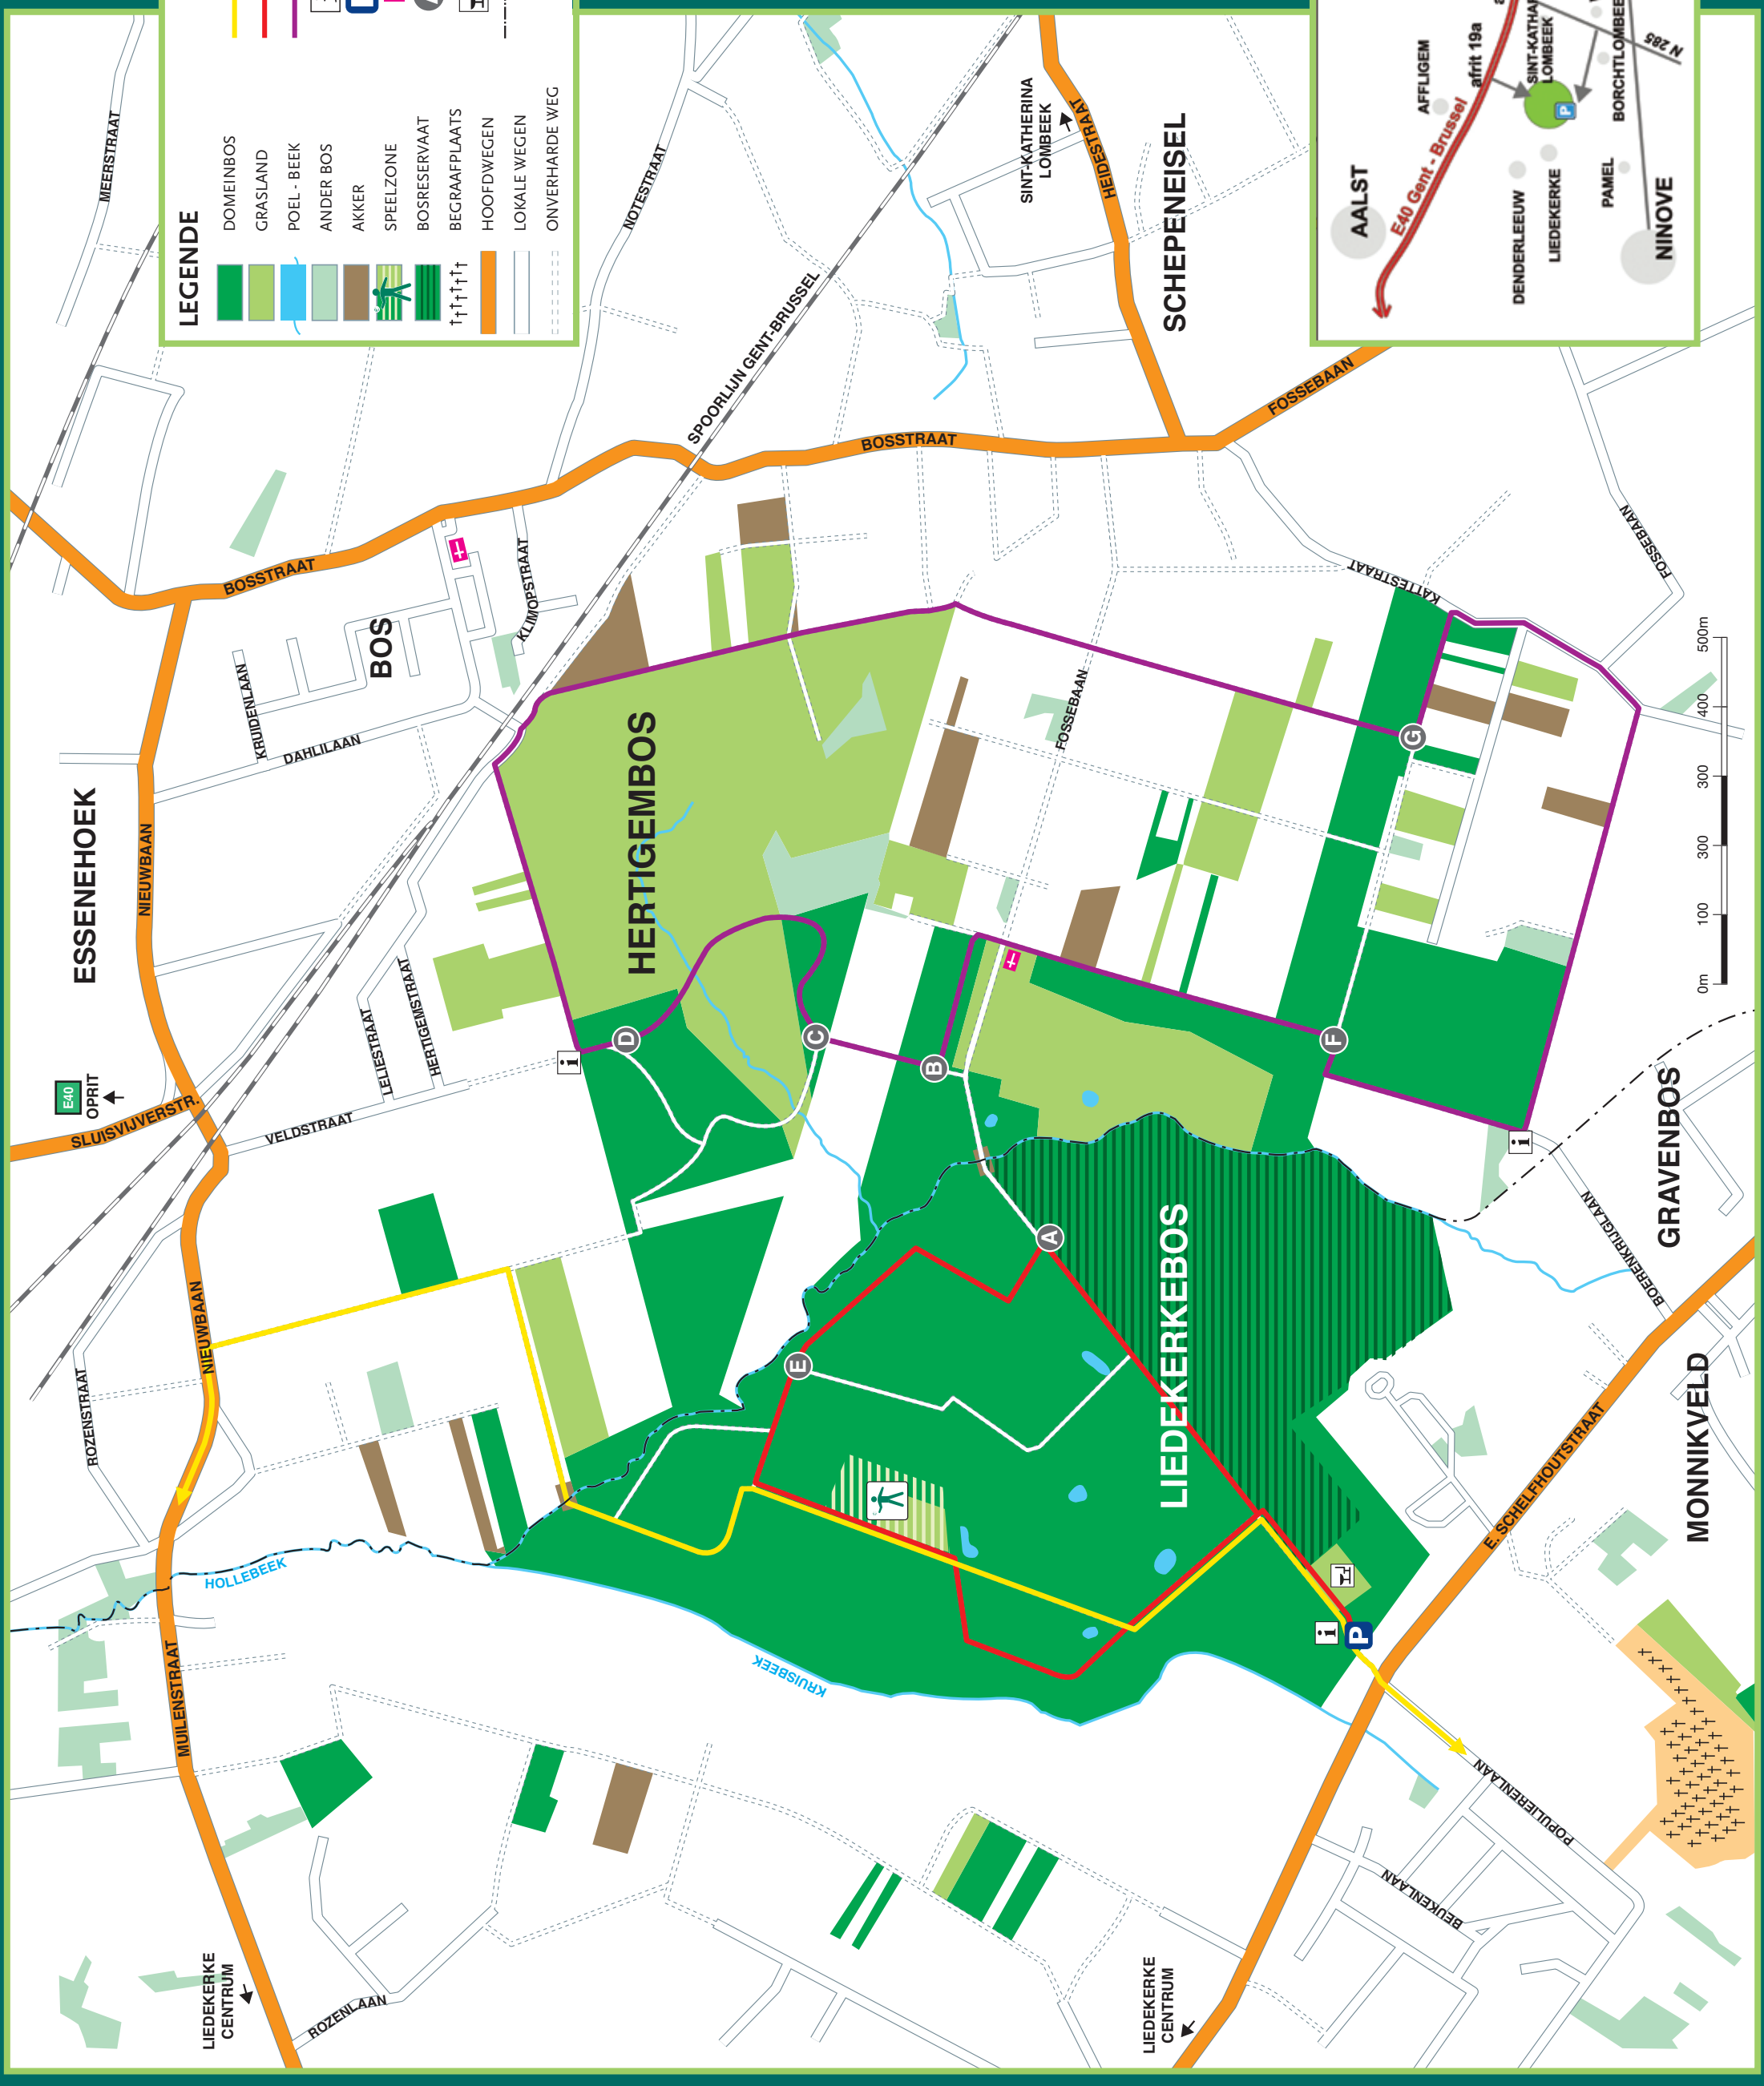 LEGENDE
DOMEINBOS
GRASLAND
POEL - BEEK
ANDER BOS
AKKER
SPEELZONE
BOSRESERVAAT
BEGRAAFPLAATS
HOOFDWEGEN
LOKALE WEGEN
ONVERHARDE WEG
MEERSTRAAT
NOTESTRAAT
SPOORLIJN GENT-BRUSSEL
SINT-KATHERINA
LOMBEEK
HEIDESTRAAT
SCHEPENEISEL
FOSSEBAAN
BOSSTRAAT
BOSSTRAAT
AALST
E40 Gent - Brussel
AFFLIGEM
afrit 19a
SINT-KATHAR
LOMBEEK
P
DENDERLEEUW
LIEDEKERKE
PAMEL
BORCHTLOMBEE
N 285
NINOVE
BOS
KLIMOPSTRAAT
KRUIDENLAAN
DAHLILAAN
ESSENEHOEK
NIEUWBAAN
HERTIGEMBOS
FOSSEBAAN
KATTESTRAAT
FOSSEBAAN
G
0m
100
300
300
400
500m
E40
OPRIT
SLUISVIJVERSTR.
VELDSTRAAT
LELIESTRAAT
HERTIGEMSTRAAT
i
D
C
B
F
i
A
E
LIEDEKERKEBOS
GRAVENBOS
BOERENKRIJGLAAN
MONNIKVELD
E. SCHELFHOUTSTRAAT
NIEUWBAAN
ROZENSTRAAT
HOLLEBEEK
KRUISBEEK
MUILENSTRAAT
i
P
POPULIERENLAAN
BEUKENLAAN
LIEDEKERKE
CENTRUM
ROZENLAAN
LIEDEKERKE
CENTRUM